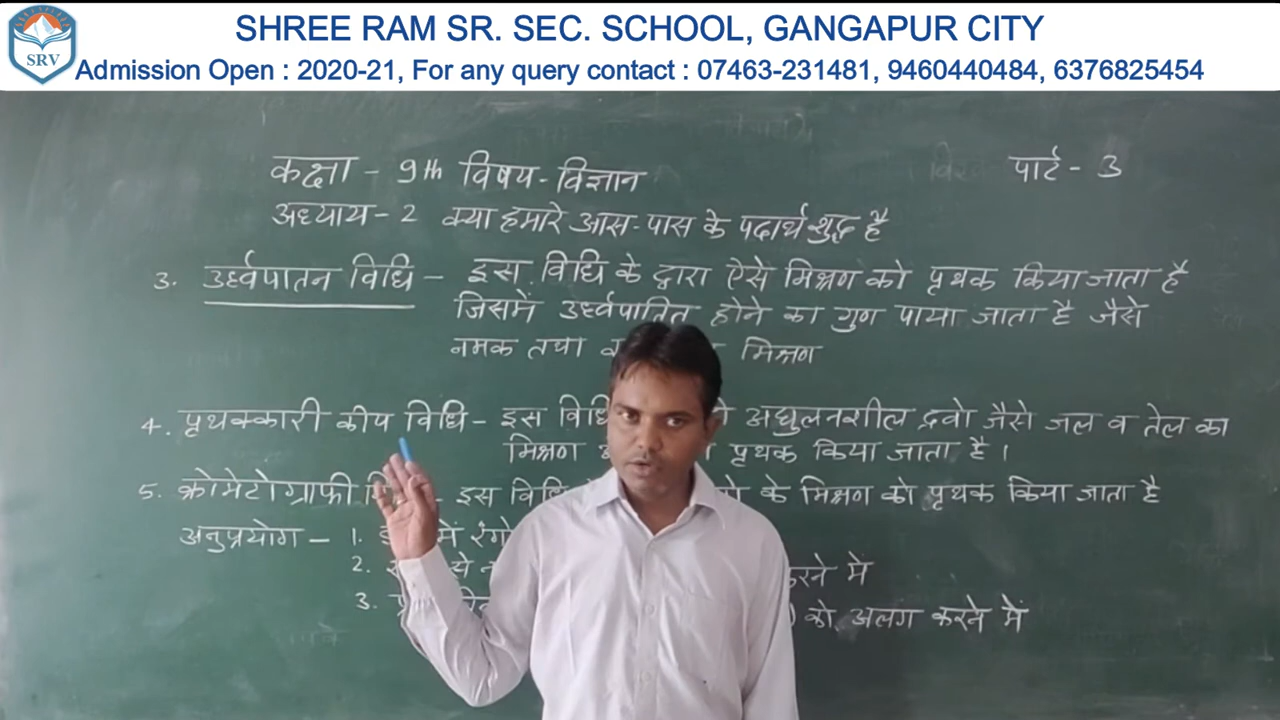 SHREE RAM SR. SEC. SCHOOL, GANGAPUR CITY
SRV
Admission Open : 2020-21, For any query contact : 07463-231481, 9460440484, 6376825454
कक्षा - 9th विषय - विज्ञान
पार्ट - 3
अध्याय - 2 क्या हमारे आस-पास के पदार्थ शुद्ध है
3. उर्ध्वपातन विधि - इस विधि के द्वारा ऐसे मिश्रण को पृथक किया जाता है
जिसमें उर्ध्वपातित होने का गुण पाया जाता है जैसे
नमक तथा मिश्रण
4. पृथक्कारी कीप विधि - इस विधि अघुलनशील द्रवो जैसे जल व तेल का
मिश्रण पृथक किया जाता है ।
5. क्रोमेटोग्राफी - इस विधि के मिश्रण को पृथक किया जाता है
अनुप्रयोग - 1. में
2. करने में
3. को अलग करने में